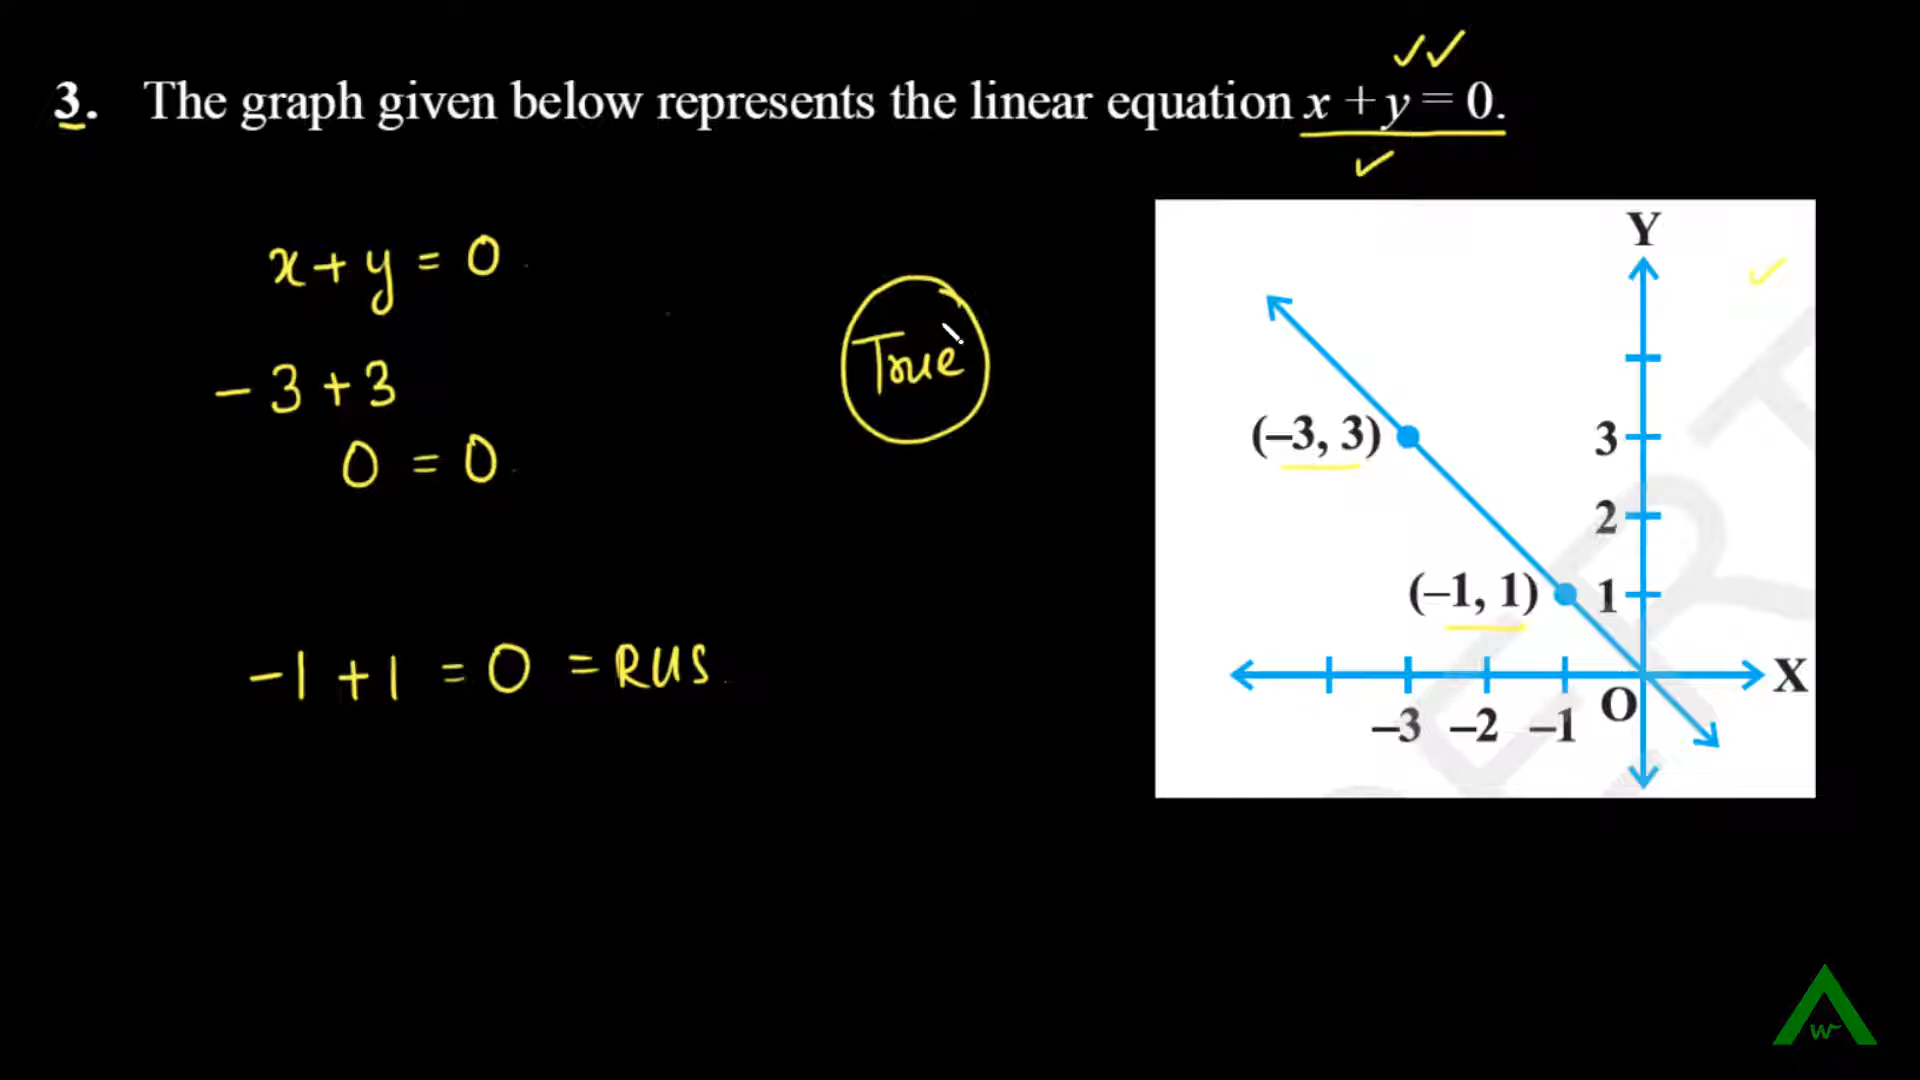 3. The graph given below represents the linear equation x + y = 0.
x + y = 0
- 3 + 3
0 = 0
-1 + 1 = 0 = RHS
True
Y
(–3, 3)
3
2
(–1, 1)
1
X
O
–3 –2 –1
w